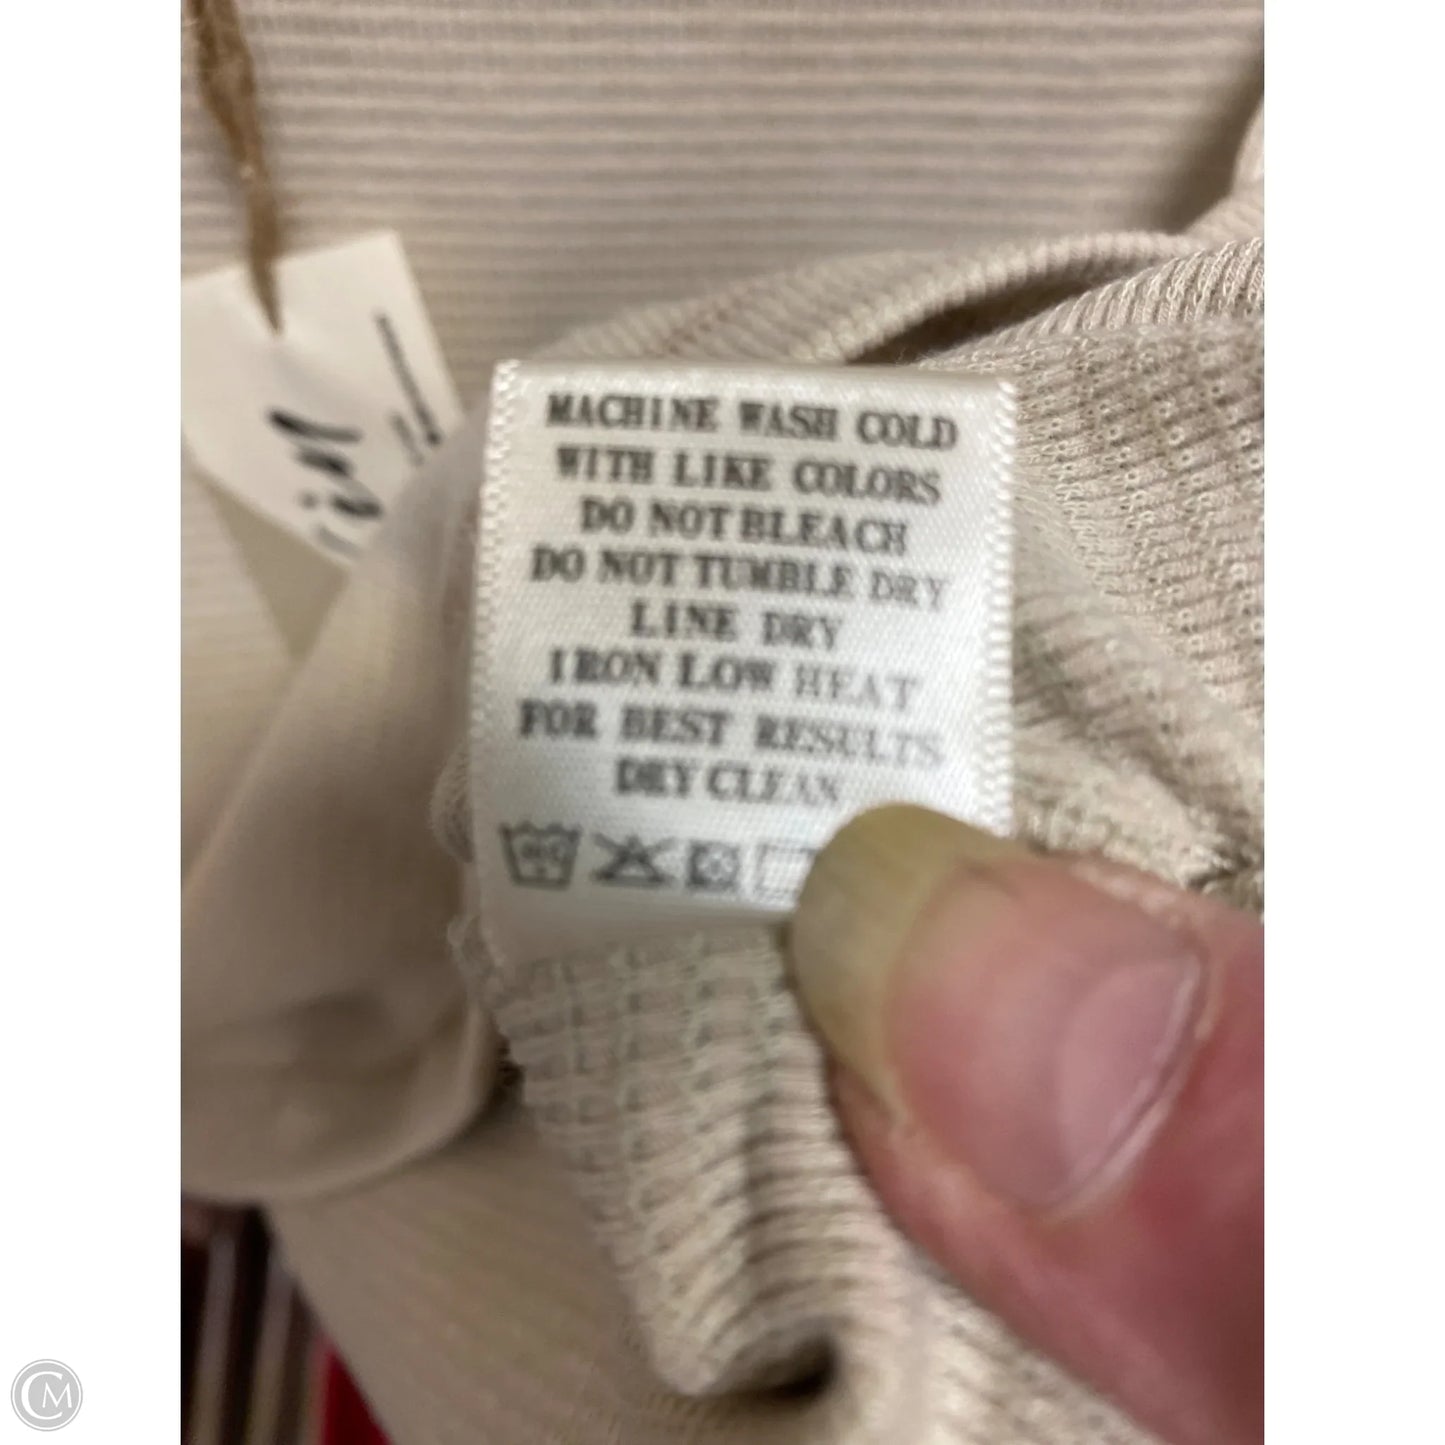 MACHINE WASH COLD
WITH LIKE COLORS
DO NOT BLEACH
DO NOT TUMBLE DRY
LINE DRY
IRON LOW HEAT
FOR BEST RESULTS
DRY CLEAN
CM